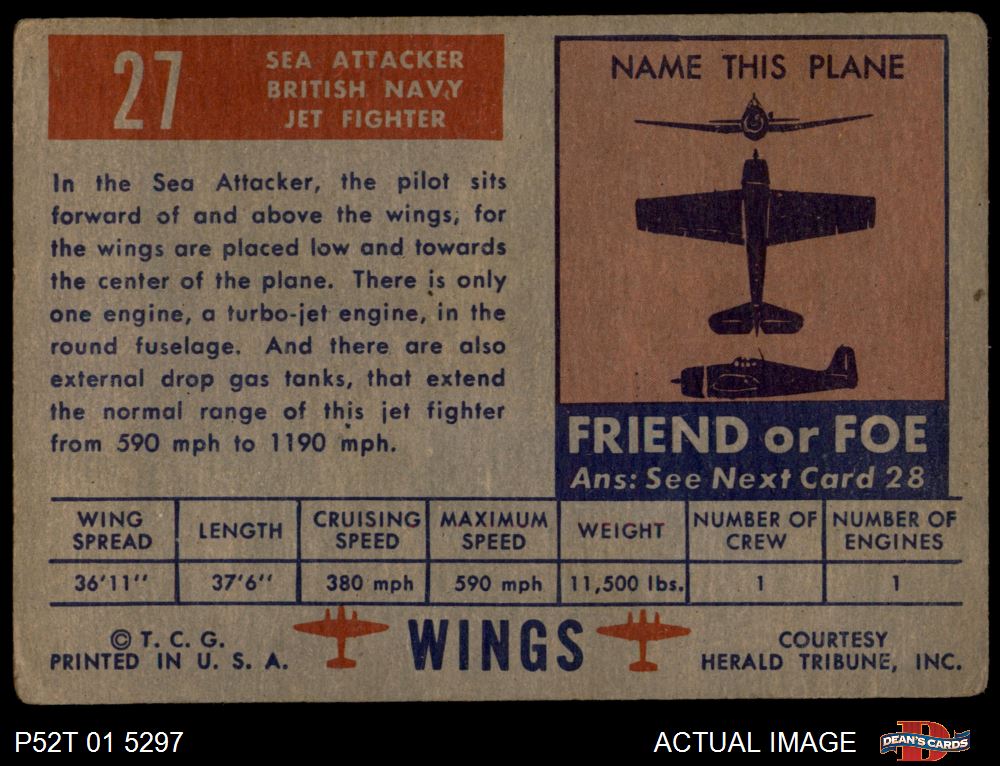 27
SEA ATTACKER
BRITISH NAVY
JET FIGHTER
In the Sea Attacker, the pilot sits
forward of and above the wings, for
the wings are placed low and towards
the center of the plane. There is only
one engine, a turbo-jet engine, in the
round fuselage. And there are also
external drop gas tanks, that extend
the normal range of this jet fighter
from 590 mph to 1190 mph.
NAME THIS PLANE
FRIEND or FOE
Ans: See Next Card 28
WING SPREAD
LENGTH
CRUISING SPEED
MAXIMUM SPEED
WEIGHT
NUMBER OF CREW
NUMBER OF ENGINES
36'11"
37'6"
380 mph
590 mph
11,500 lbs.
1
1
© T. C. G.
PRINTED IN U. S. A.
WINGS
COURTESY
HERALD TRIBUNE, INC.
P52T 01 5297
ACTUAL IMAGE
D
DEAN'S CARDS